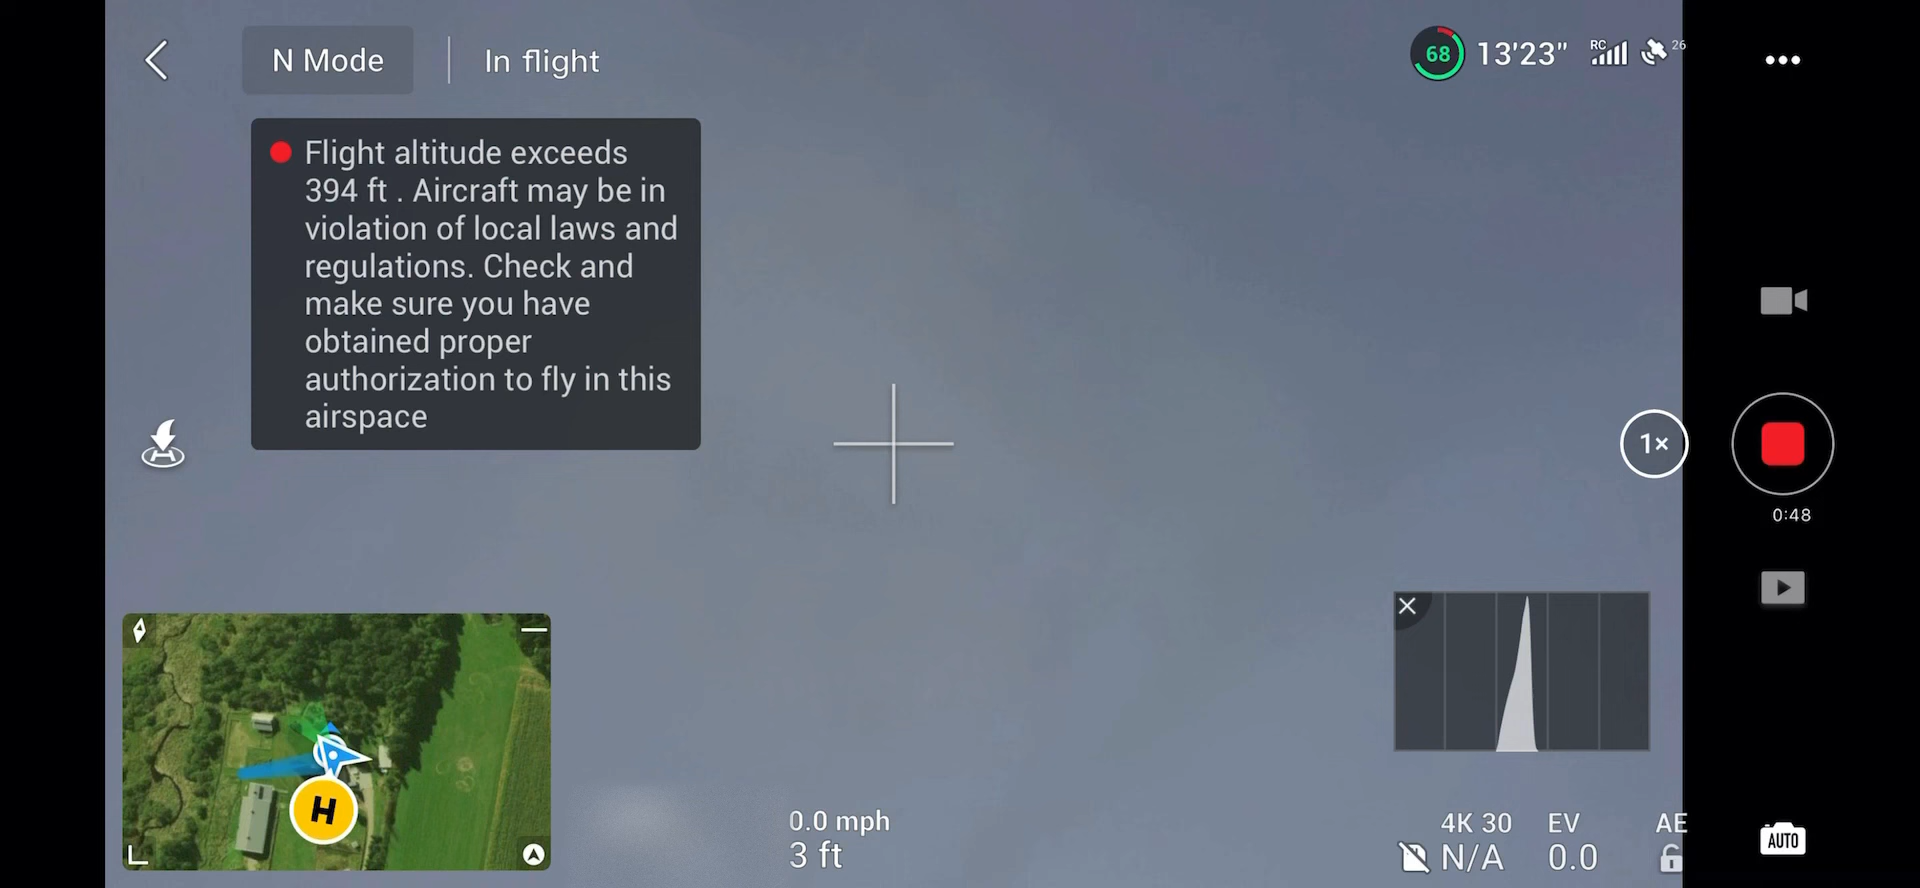 N Mode
In flight
68
13'23"
RC
26
Flight altitude exceeds
394 ft . Aircraft may be in
violation of local laws and
regulations. Check and
make sure you have
obtained proper
authorization to fly in this
airspace
1×
0:48
H
0.0 mph
3 ft
4K 30
EV
AE
N/A
0.0
AUTO